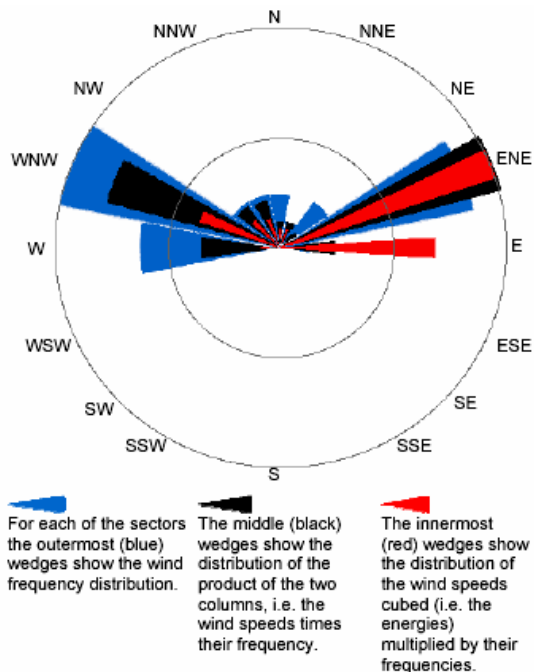 N
NNW
NNE
NW
NE
WNW
ENE
W
E
WSW
ESE
SW
SE
SSW
SSE
S
For each of the sectors
the outermost (blue)
wedges show the wind
frequency distribution.
The middle (black)
wedges show the
distribution of the
product of the two
columns, i.e. the
wind speeds times
their frequency.
The innermost
(red) wedges show
the distribution of
the wind speeds
cubed (i.e. the
energies)
multiplied by their
frequencies.